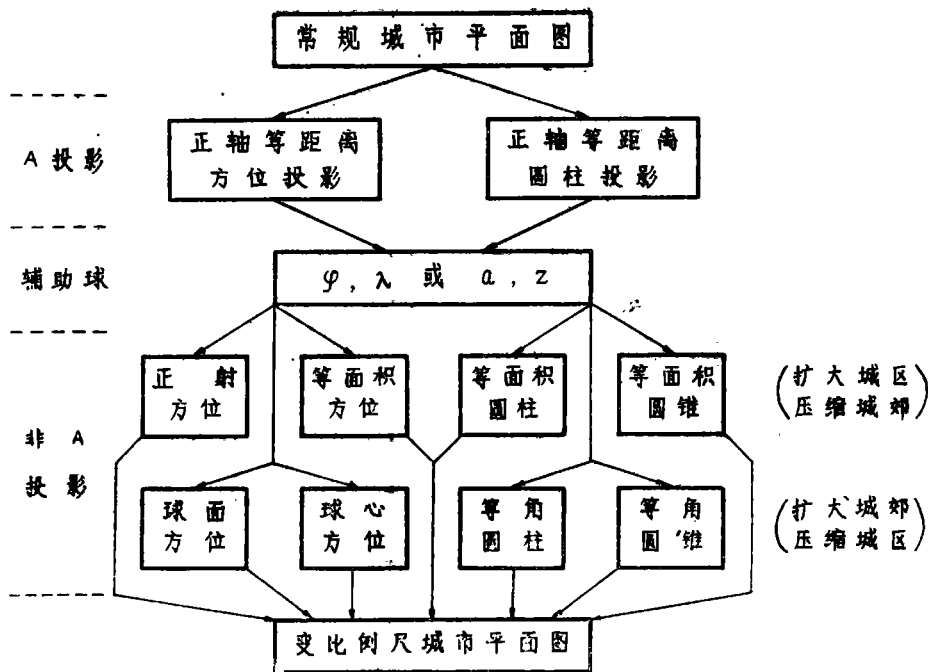 常规城市平面图
A 投影
正轴等距离
方位投影
正轴等距离
圆柱投影
辅助球
φ, λ 或 a, z
非 A
投影
正射
方位
等面积
方位
等面积
圆柱
等面积
圆锥
(扩大城区
压缩城郊)
球面
方位
球心
方位
等角
圆柱
等角
圆锥
(扩大城郊
压缩城区)
变比例尺城市平面图